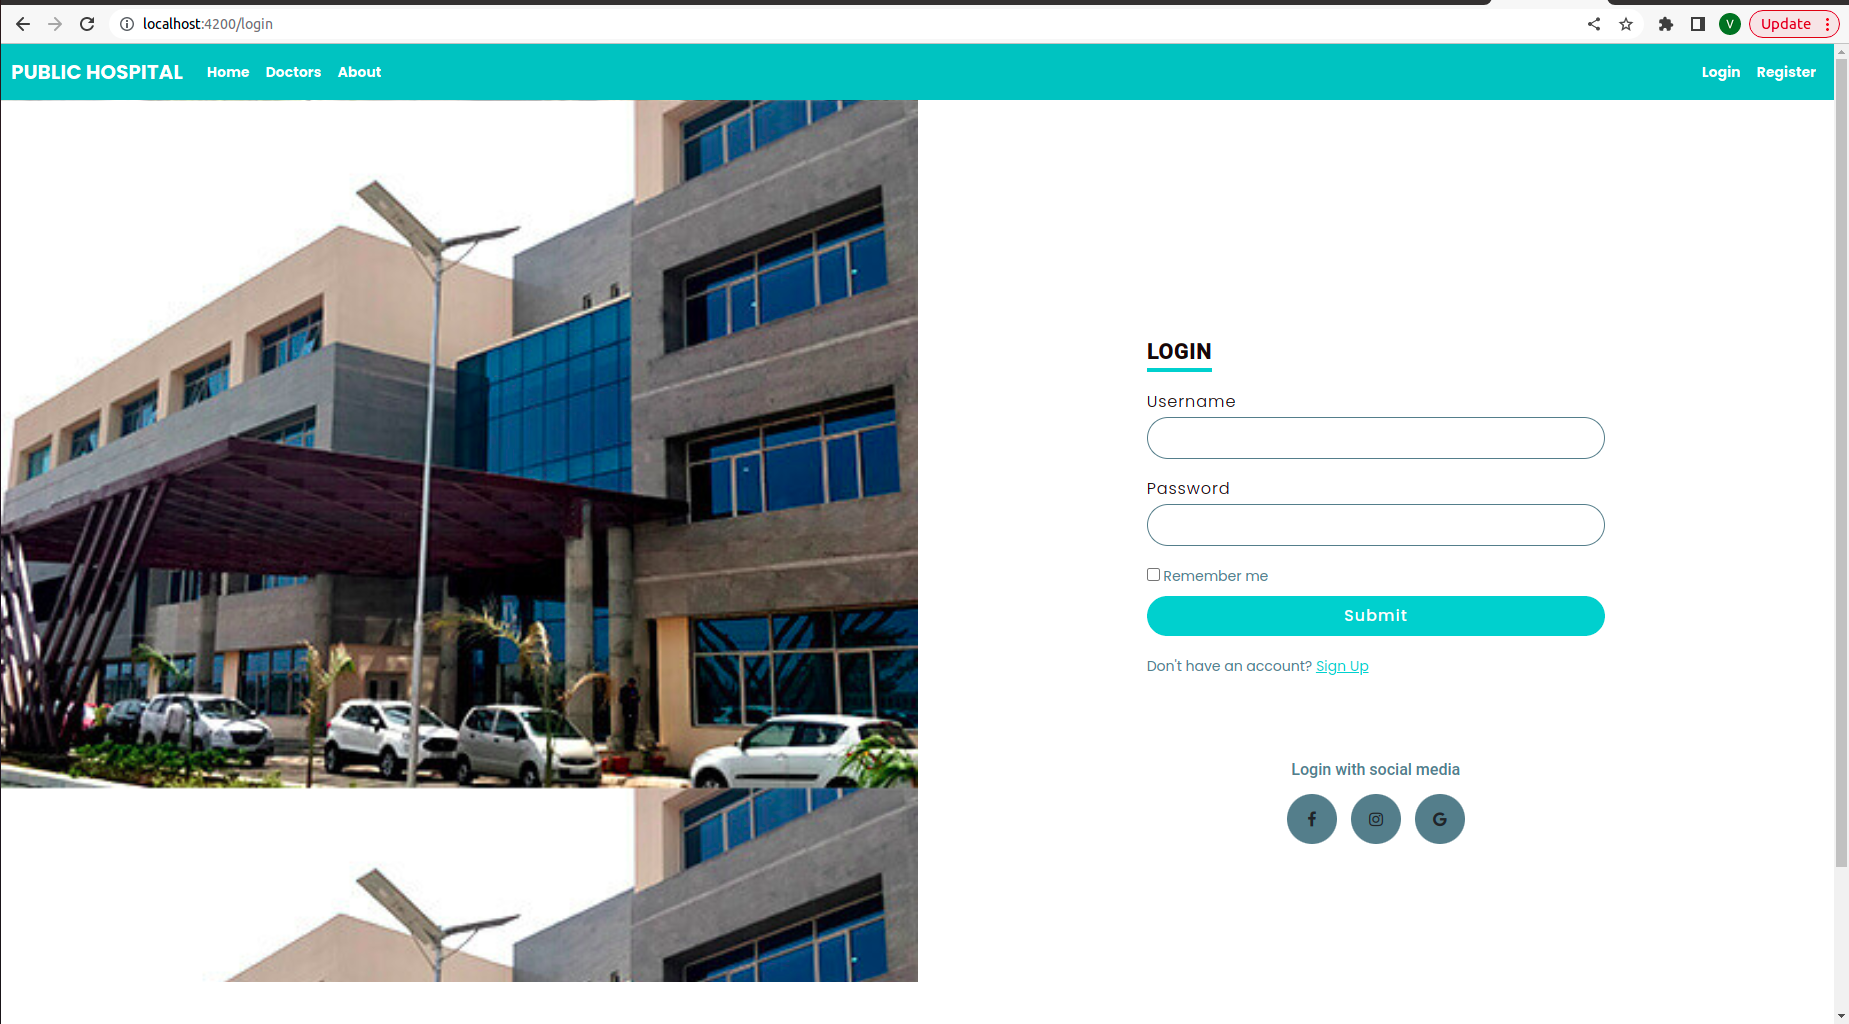 localhost:4200/login
V
Update
PUBLIC HOSPITAL Home Doctors About Login Register
LOGIN
Username
Password
Remember me
Submit
Don't have an account? Sign Up
Login with social media